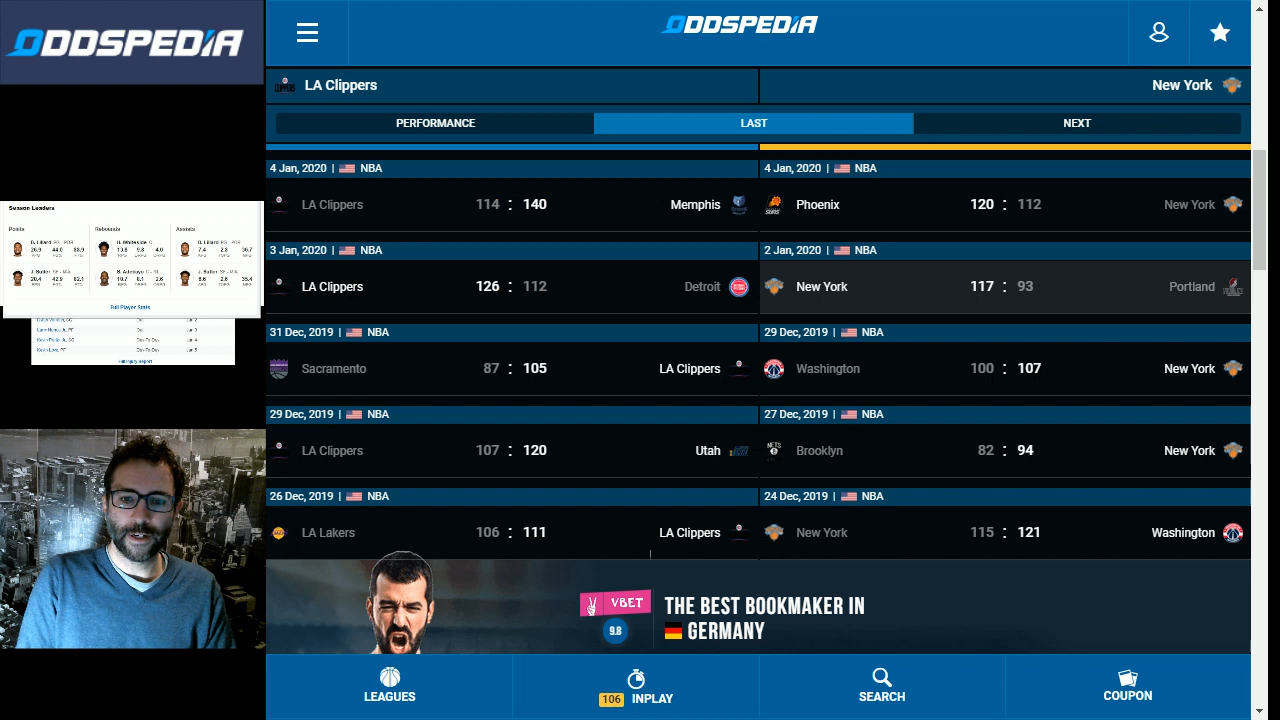 ODDSPEDIA
ODDSPEDIA
LA Clippers
New York
PERFORMANCE
LAST
NEXT
4 Jan, 2020 | NBA
LA Clippers 114 : 140 Memphis
3 Jan, 2020 | NBA
LA Clippers 126 : 112 Detroit
31 Dec, 2019 | NBA
Sacramento 87 : 105 LA Clippers
29 Dec, 2019 | NBA
LA Clippers 107 : 120 Utah
26 Dec, 2019 | NBA
LA Lakers 106 : 111 LA Clippers
4 Jan, 2020 | NBA
Phoenix 120 : 112 New York
2 Jan, 2020 | NBA
New York 117 : 93 Portland
29 Dec, 2019 | NBA
Washington 100 : 107 New York
27 Dec, 2019 | NBA
Brooklyn 82 : 94 New York
24 Dec, 2019 | NBA
New York 115 : 121 Washington
VBET
9.8
THE BEST BOOKMAKER IN
GERMANY
LEAGUES
106 INPLAY
SEARCH
COUPON
Season Leaders
Points
Rebounds
Assists
Full Player Stats
Full Injury Report